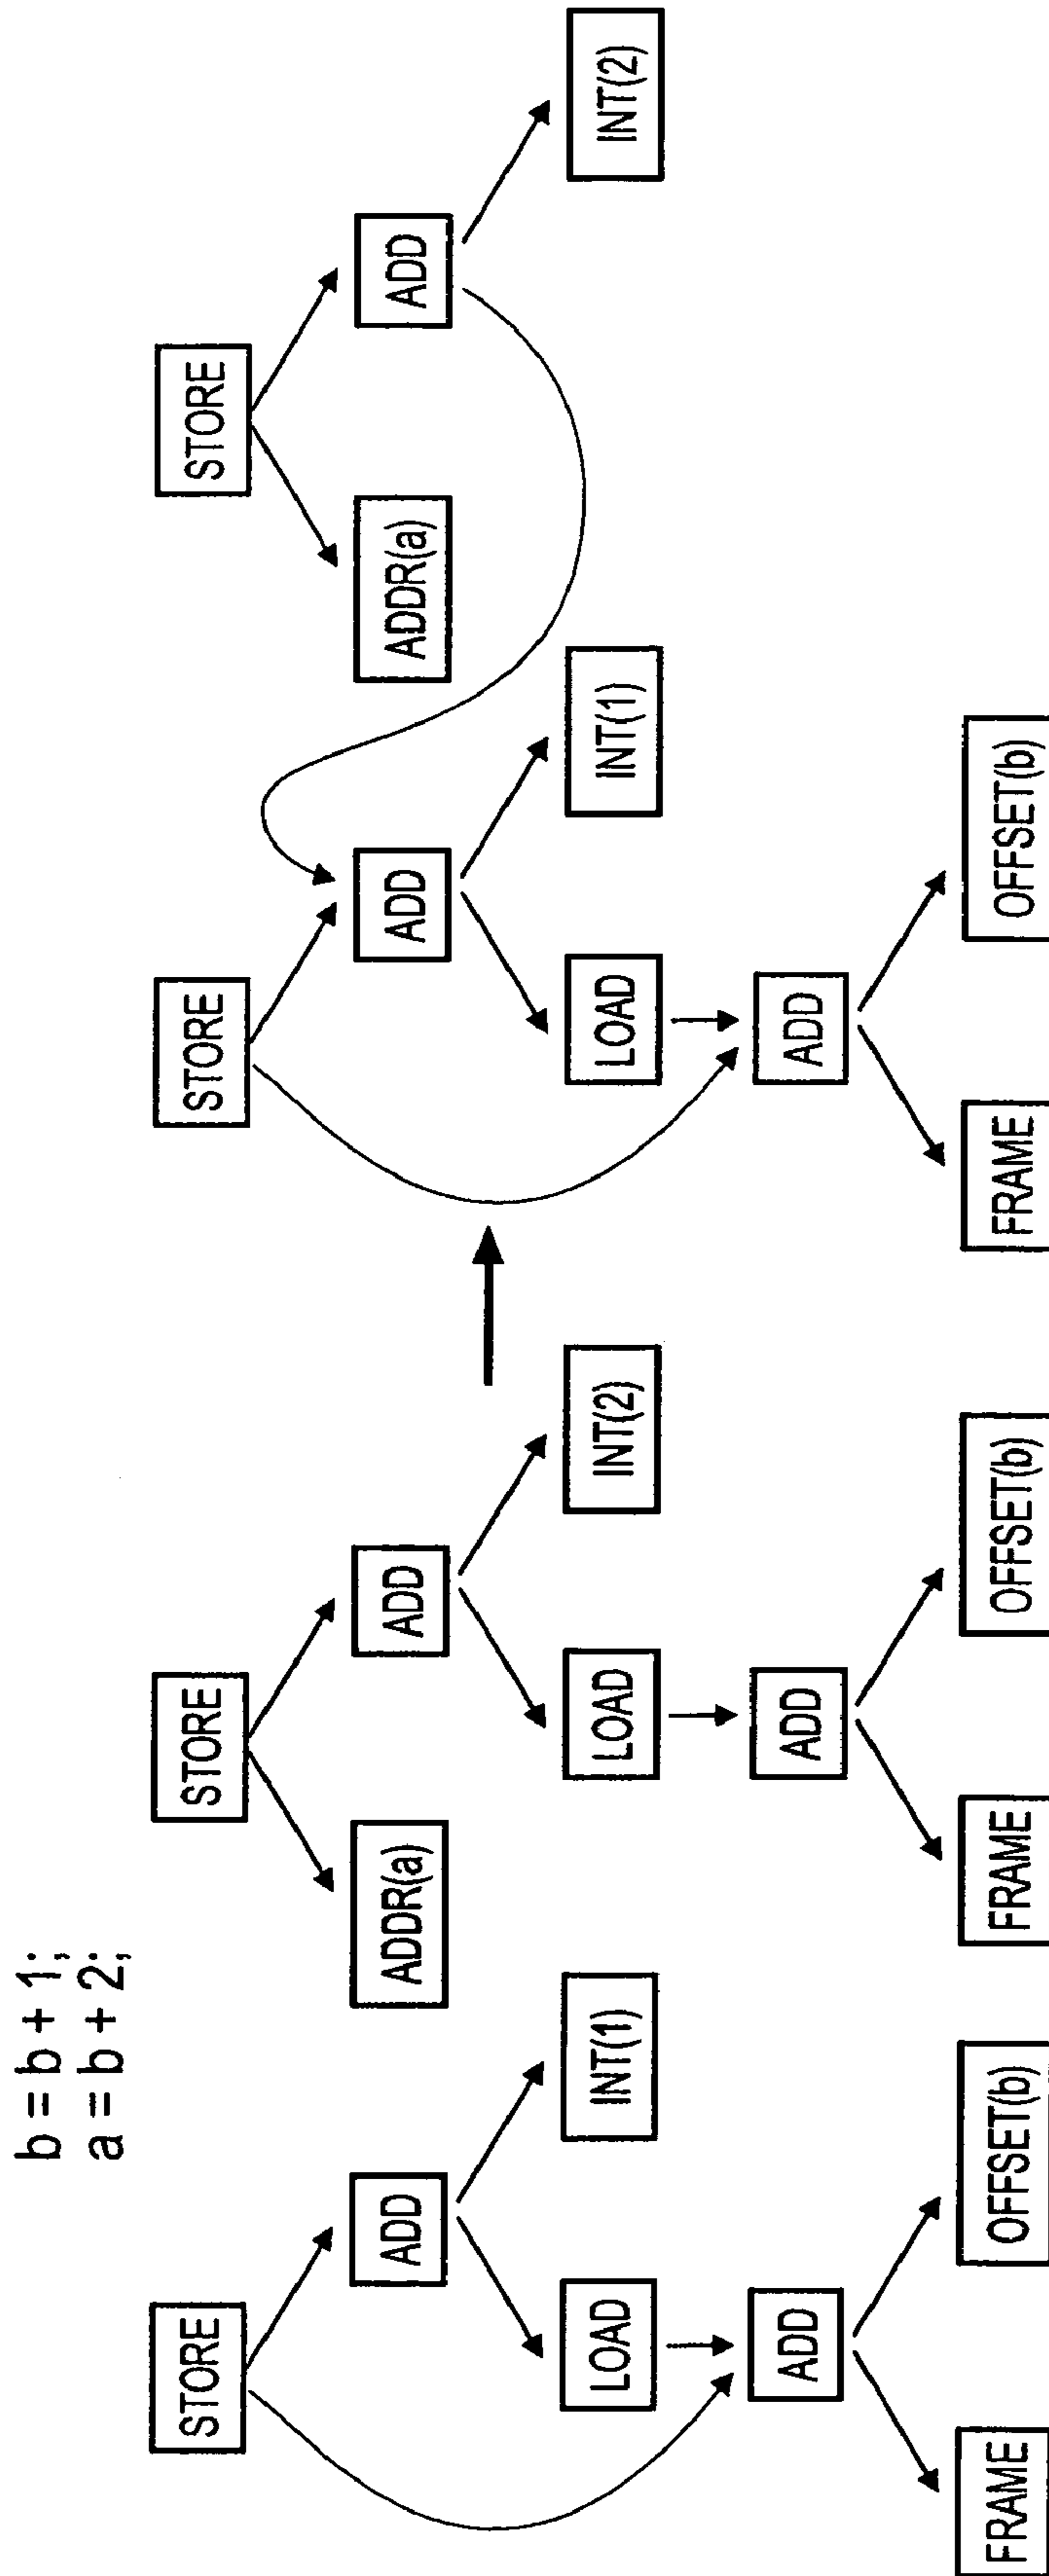 b = b + 1;
a = b + 2;
STORE
STORE
STORE
STORE
ADD
ADDR(a)
ADD
ADD
ADDR(a)
ADD
LOAD
INT(1)
LOAD
INT(2)
LOAD
INT(1)
INT(2)
ADD
ADD
ADD
FRAME
OFFSET(b)
FRAME
OFFSET(b)
FRAME
OFFSET(b)